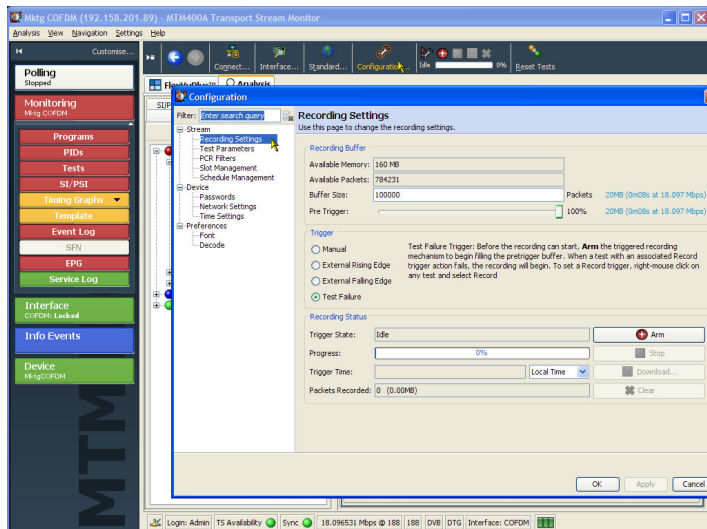 Mktg COFDM (192.158.201.89) - MTM400A Transport Stream Monitor
Analysis View Navigation Settings Help
Customise...
Connect... Interface... Standard... Configuration... Idle 0% Reset Tests
Polling
Stopped
Monitoring
Mktg COFDM
Programs
PIDs
Tests
SI/PSI
Timing Graphs
Template
Event Log
SFN
EPG
Service Log
Interface
COFDM: Locked
Info Events
Device
MktgCOFDM
MTM
Analysis
SI/P
Configuration
Filter: Enter search query
Stream
Recording Settings
Test Parameters
PCR Filters
Slot Management
Schedule Management
Device
Passwords
Network Settings
Time Settings
Preferences
Font
Decode
Recording Settings
Use this page to change the recording settings.
Recording Buffer
Available Memory: 160 MB
Available Packets: 784231
Buffer Size: 100000 Packets 20MB (0m08s at 18.097 Mbps)
Pre Trigger: 100% 20MB (0m08s at 18.097 Mbps)
Trigger
Manual
External Rising Edge
External Falling Edge
Test Failure
Test Failure Trigger: Before the recording can start, Arm the triggered recording
mechanism to begin filling the pretrigger buffer. When a test with an associated Record
trigger action fails, the recording will begin. To set a Record trigger, right-mouse click on
any test and select Record
Recording Status
Trigger State: Idle Arm
Progress: 0% Stop
Trigger Time: Local Time Download...
Packets Recorded: 0 (0.00MB) Clear
OK Apply Cancel
Login: Admin TS Availability Sync 18.096531 Mbps @ 188 188 DVB DTG Interface: COFDM